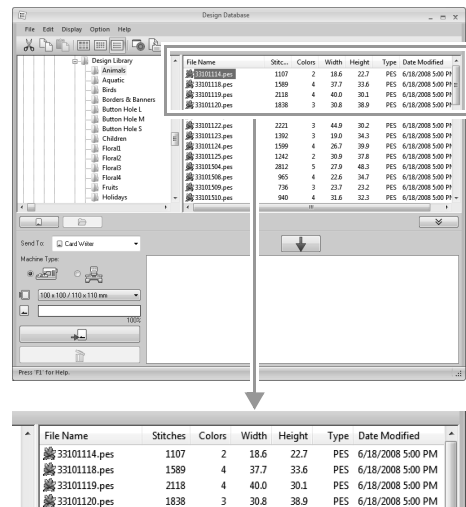 Design Database
File Edit Display Option Help
Design Library
Animals
Aquatic
Birds
Borders & Banners
Button Hole L
Button Hole M
Button Hole S
Children
Floral1
Floral2
Floral3
Floral4
Fruits
Holidays
File Name Stitc... Colors Width Height Type Date Modified
33101114.pes 1107 2 18.6 22.7 PES 6/18/2008 5:00 PM
33101118.pes 1589 4 37.7 33.6 PES 6/18/2008 5:00 PM
33101119.pes 2118 4 40.0 30.1 PES 6/18/2008 5:00 PM
33101120.pes 1838 3 30.8 38.9 PES 6/18/2008 5:00 PM
33101122.pes 2221 3 44.9 30.2 PES 6/18/2008 5:00 PM
33101123.pes 1392 3 19.0 34.3 PES 6/18/2008 5:00 PM
33101124.pes 1599 4 26.7 39.9 PES 6/18/2008 5:00 PM
33101125.pes 1242 2 30.9 37.8 PES 6/18/2008 5:00 PM
33101504.pes 2812 5 27.9 48.3 PES 6/18/2008 5:00 PM
33101508.pes 965 4 22.6 34.7 PES 6/18/2008 5:00 PM
33101509.pes 736 3 23.7 23.2 PES 6/18/2008 5:00 PM
33101510.pes 940 4 31.6 32.3 PES 6/18/2008 5:00 PM
Send To: Card Writer
Machine Type:
100 x 100 / 110 x 110 mm
100%
Press 'F1' for Help.
File Name Stitches Colors Width Height Type Date Modified
33101114.pes 1107 2 18.6 22.7 PES 6/18/2008 5:00 PM
33101118.pes 1589 4 37.7 33.6 PES 6/18/2008 5:00 PM
33101119.pes 2118 4 40.0 30.1 PES 6/18/2008 5:00 PM
33101120.pes 1838 3 30.8 38.9 PES 6/18/2008 5:00 PM